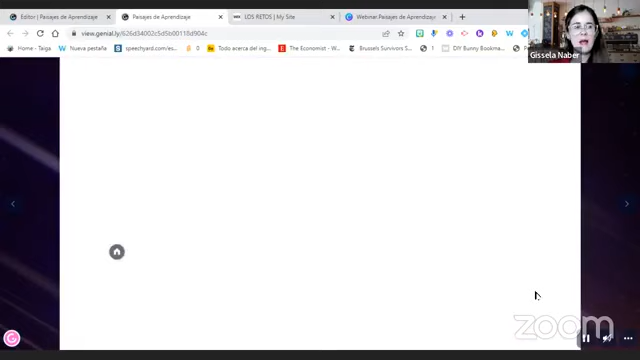 Editor | Paisajes de Aprendizaje
Paisajes de Aprendizaje
LOS RETOS | My Site
Webinar Paisajes de Aprendizaje
view.genial.ly/626d34002c5d5b00118d904c
Home - Taiga
Nueva pestaña
speechyard.com/es...
0
Todo acerca del ing...
The Economist - W...
Brussels Survivors S...
1
DIY Bunny Bookma...
Gissela Naber
zoom